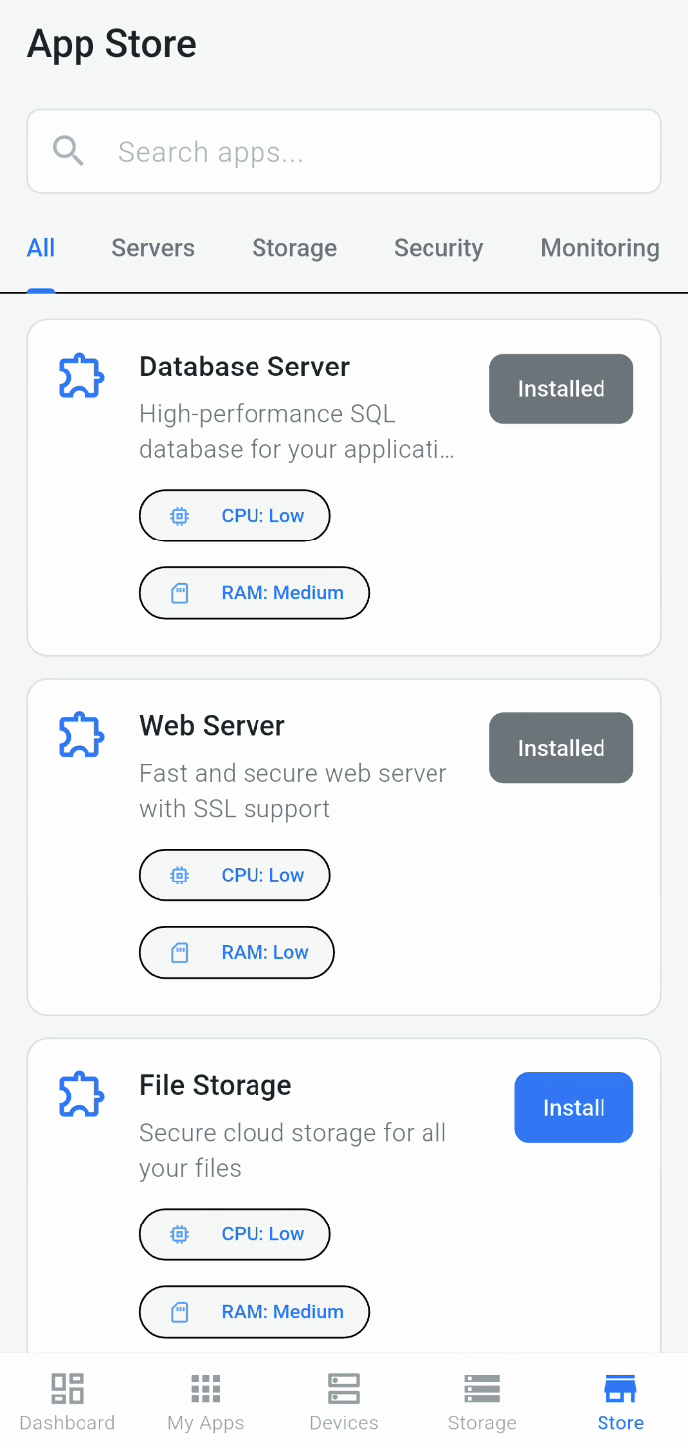 App Store
Search apps...
All Servers Storage Security Monitoring
Database Server
Installed
High-performance SQL
database for your applicati...
CPU: Low
RAM: Medium
Web Server
Installed
Fast and secure web server
with SSL support
CPU: Low
RAM: Low
File Storage
Install
Secure cloud storage for all
your files
CPU: Low
RAM: Medium
Dashboard My Apps Devices Storage Store